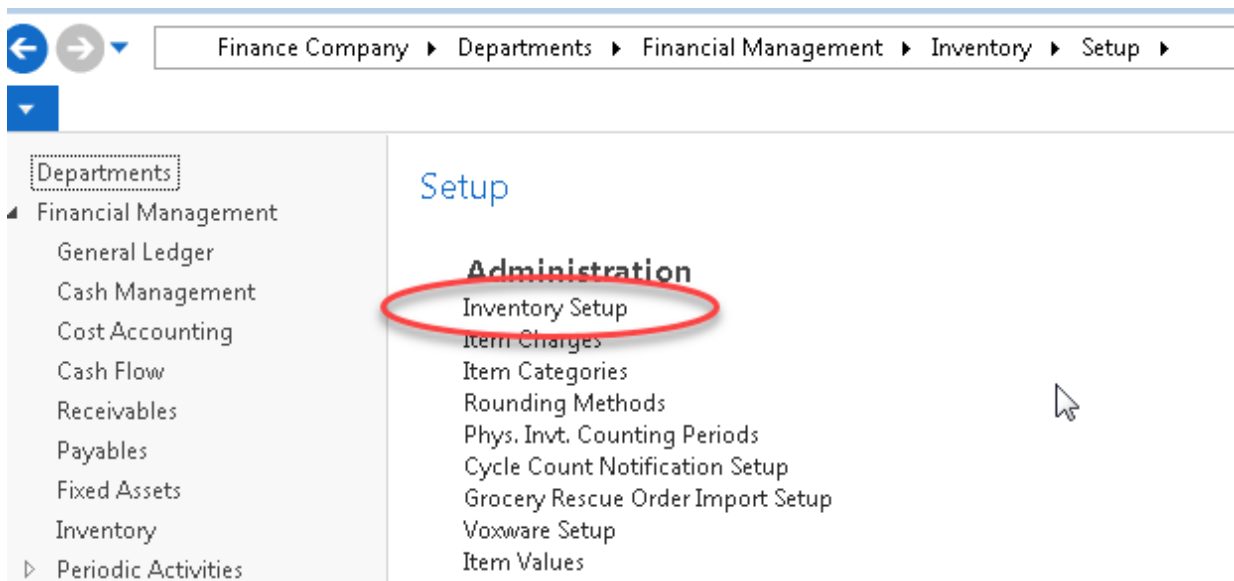 Finance Company ▸ Departments ▸ Financial Management ▸ Inventory ▸ Setup ▸
Departments
Financial Management
General Ledger
Cash Management
Cost Accounting
Cash Flow
Receivables
Payables
Fixed Assets
Inventory
Periodic Activities
Setup
Administration
Inventory Setup
Item Charges
Item Categories
Rounding Methods
Phys. Invt. Counting Periods
Cycle Count Notification Setup
Grocery Rescue Order Import Setup
Voxware Setup
Item Values